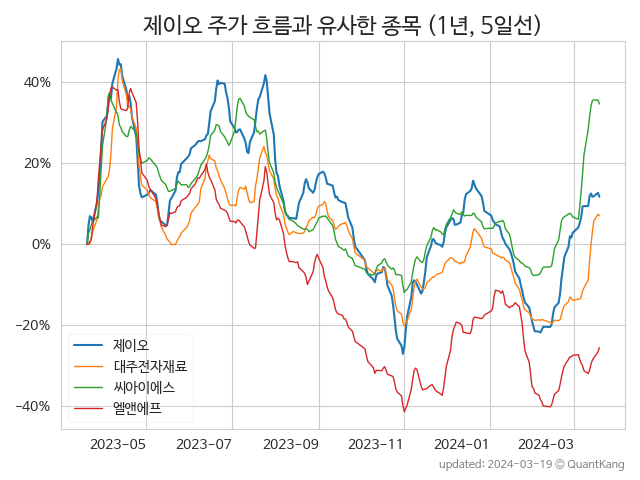 제이오 주가 흐름과 유사한 종목 (1년, 5일선)
40%
20%
0%
−20%
−40%
제이오
대주전자재료
씨아이에스
엘앤에프
2023-05
2023-07
2023-09
2023-11
2024-01
2024-03
updated: 2024-03-19 © QuantKang